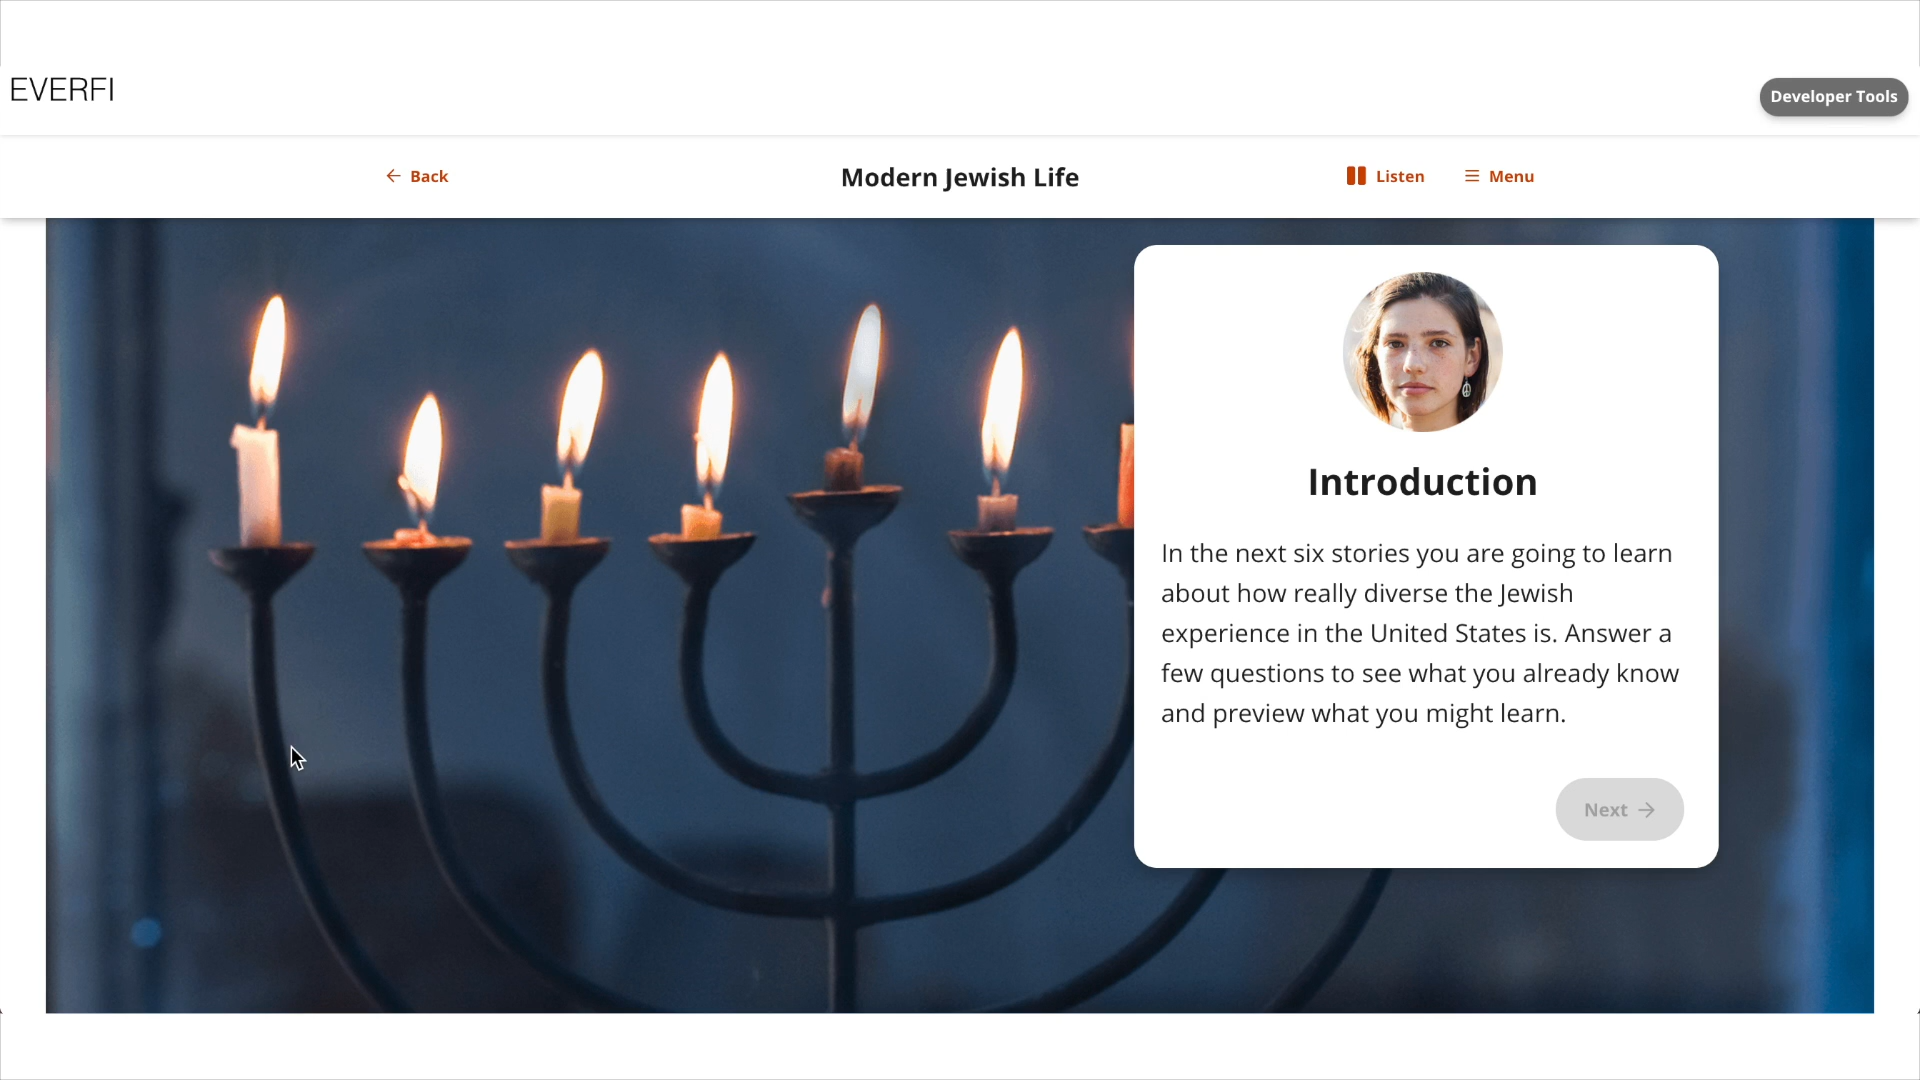 EVERFI
Developer Tools
Back
Modern Jewish Life
Listen
Menu
Introduction
In the next six stories you are going to learn
about how really diverse the Jewish
experience in the United States is. Answer a
few questions to see what you already know
and preview what you might learn.
Next